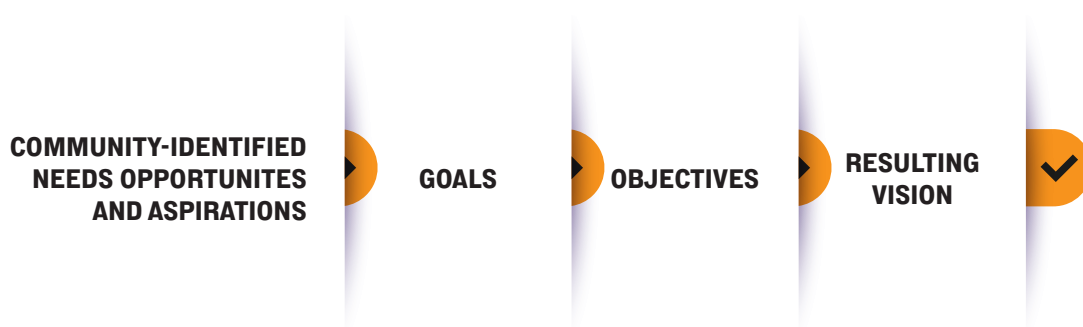 COMMUNITY-IDENTIFIED
NEEDS OPPORTUNITES
AND ASPIRATIONS
GOALS
OBJECTIVES
RESULTING
VISION